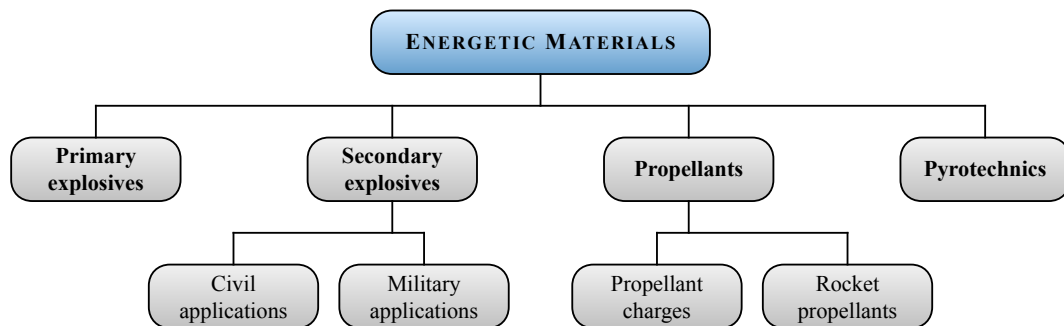 ENERGETIC MATERIALS
Primary
explosives
Secondary
explosives
Propellants
Pyrotechnics
Civil
applications
Military
applications
Propellant
charges
Rocket
propellants